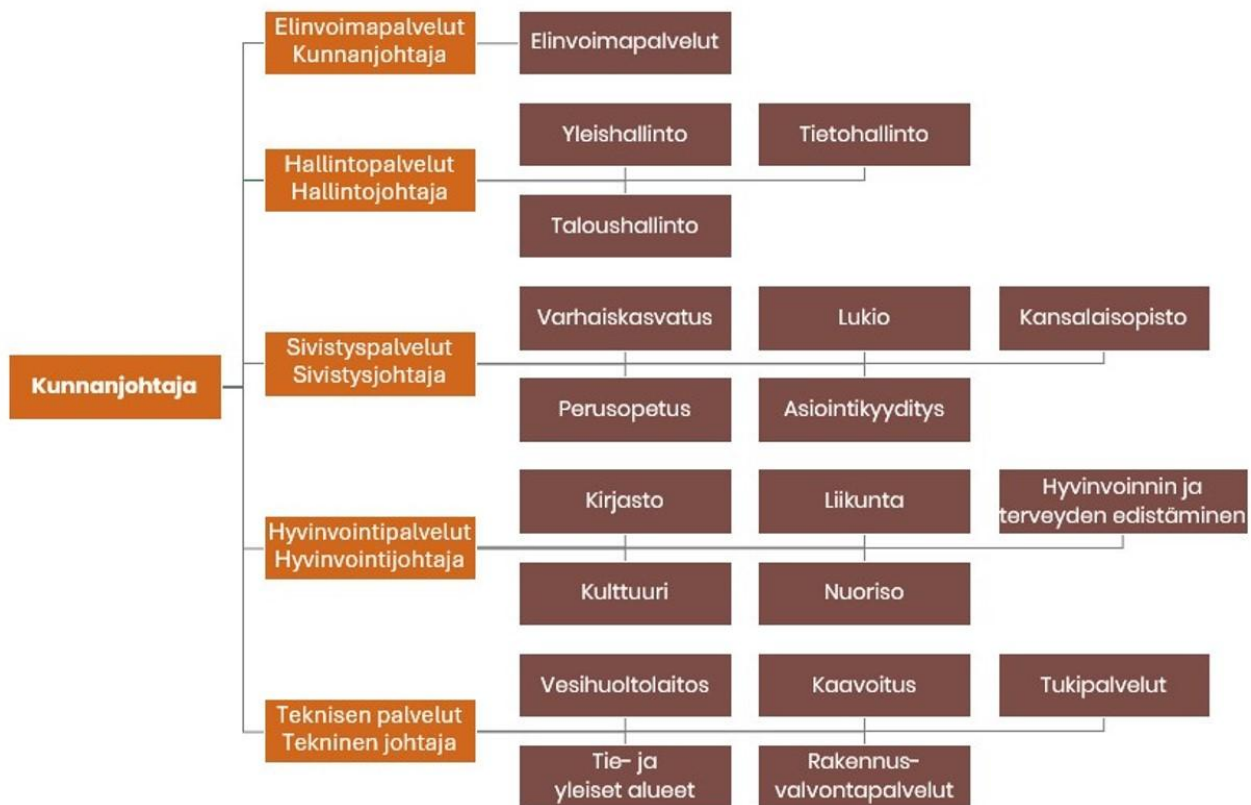 Elinvoimapalvelut
Kunnanjohtaja
Elinvoimapalvelut
Yleishallinto
Tietohallinto
Hallintopalvelut
Hallintojohtaja
Taloushallinto
Varhaiskasvatus
Lukio
Kansalaisopisto
Sivistyspalvelut
Sivistysjohtaja
Kunnanjohtaja
Perusopetus
Asiointikyyditys
Kirjasto
Liikunta
Hyvinvoinnin ja
terveyden edistäminen
Hyvinvointipalvelut
Hyvinvointijohtaja
Kulttuuri
Nuoriso
Vesihuoltolaitos
Kaavoitus
Tukipalvelut
Teknisen palvelut
Tekninen johtaja
Tie- ja
yleiset alueet
Rakennus-
valvontapalvelut